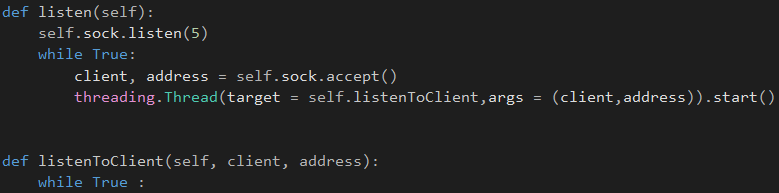 def listen(self):
    self.sock.listen(5)
    while True:
        client, address = self.sock.accept()
        threading.Thread(target = self.listenToClient,args = (client,address)).start()
def listenToClient(self, client, address):
    while True :